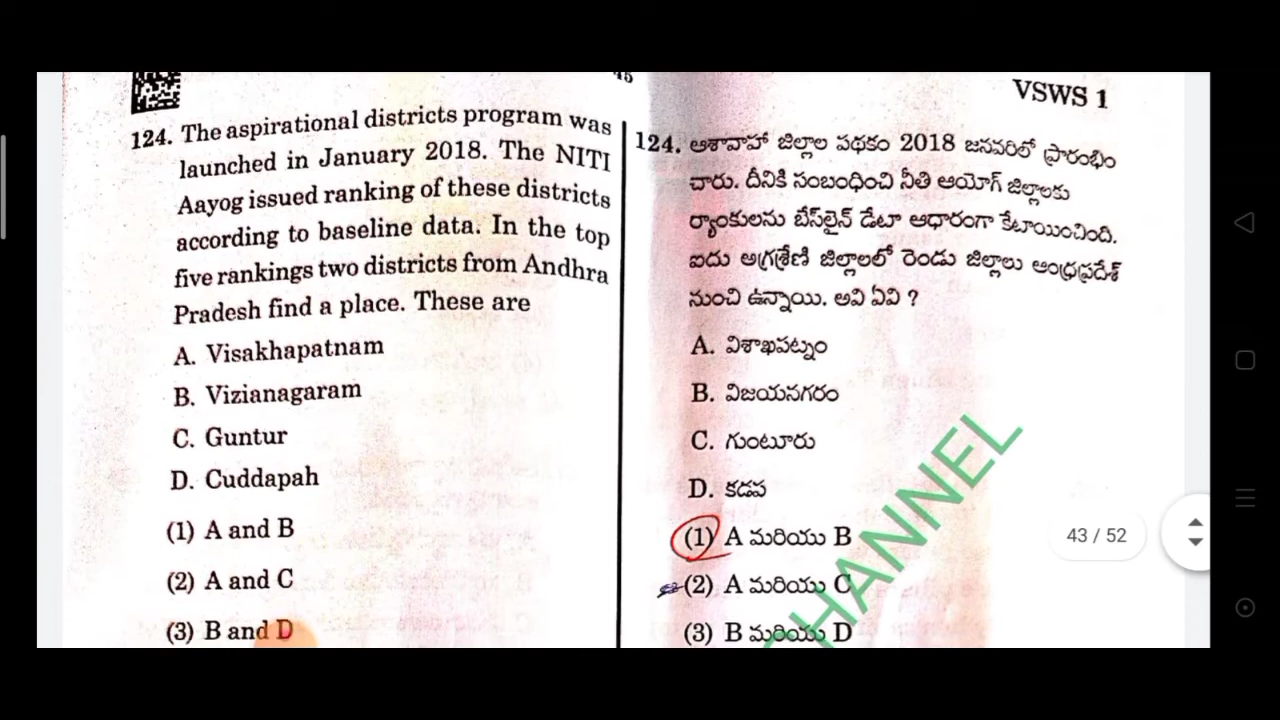 45
VSWS 1
124. The aspirational districts program was
launched in January 2018. The NITI
Aayog issued ranking of these districts
according to baseline data. In the top
five rankings two districts from Andhra
Pradesh find a place. These are
A. Visakhapatnam
B. Vizianagaram
C. Guntur
D. Cuddapah
(1) A and B
(2) A and C
(3) B and D
124. ఆశావాహా జిల్లాల పథకం 2018 జనవరిలో ప్రారంభిం
చారు. దీనికి సంబంధించి నీతి ఆయోగ్ జిల్లాలకు
ర్యాంకులను బేస్‌లైన్ డేటా ఆధారంగా కేటాయించింది.
ఐదు అగ్రశ్రేణి జిల్లాలలో రెండు జిల్లాలు ఆంధ్రప్రదేశ్
నుంచి ఉన్నాయి. అవి ఏవి ?
A. విశాఖపట్నం
B. విజయనగరం
C. గుంటూరు
D. కడప
(1) A మరియు B
(2) A మరియు C
(3) B మరియు D
CHANNEL
43 / 52